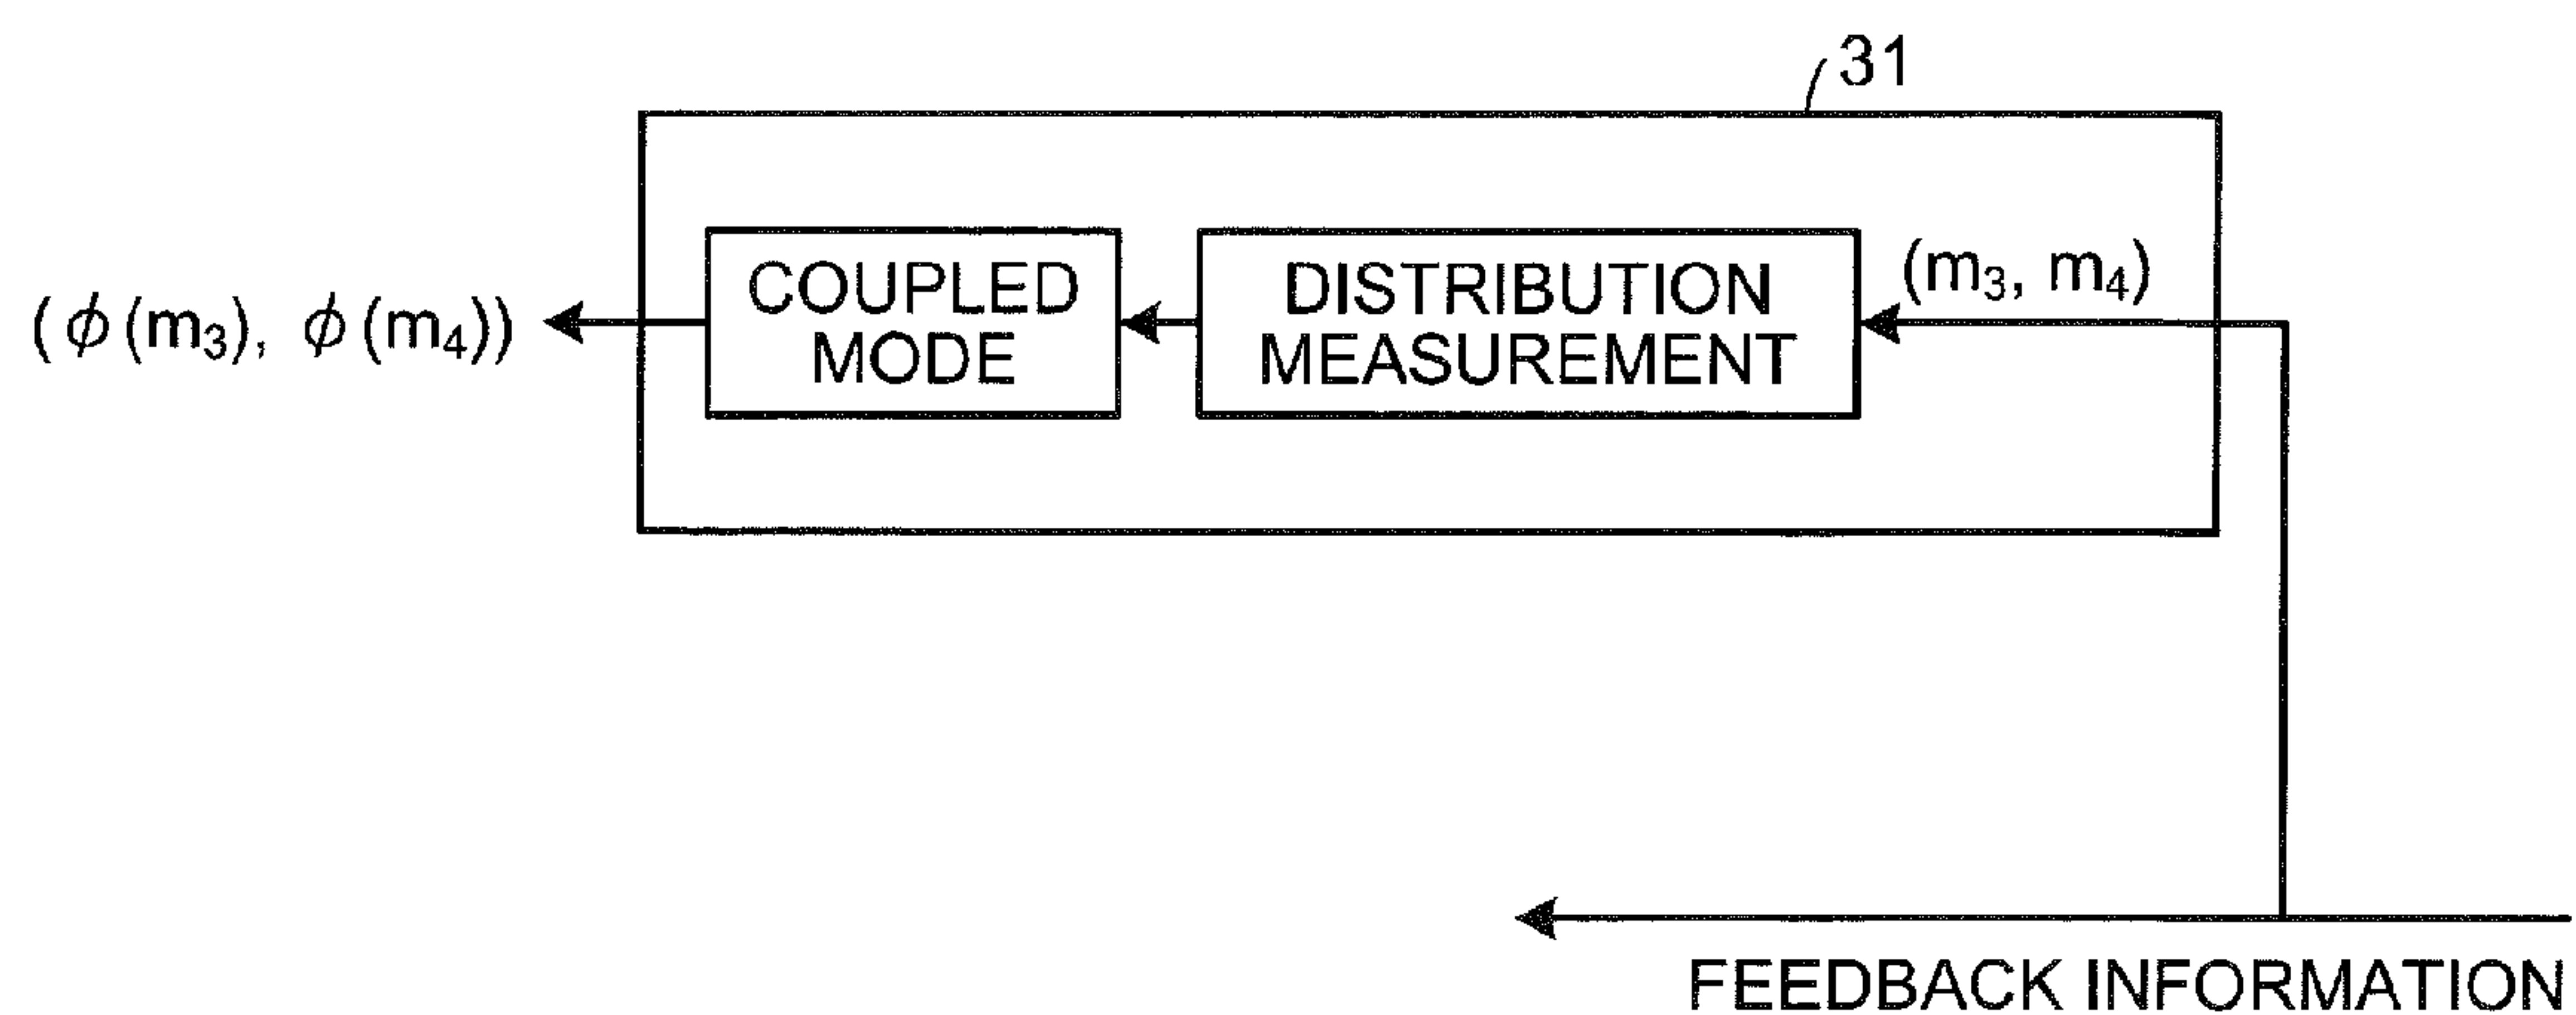 31
COUPLED
MODE
DISTRIBUTION
MEASUREMENT
(m₃, m₄)
(ϕ(m₃), ϕ(m₄))
FEEDBACK INFORMATION